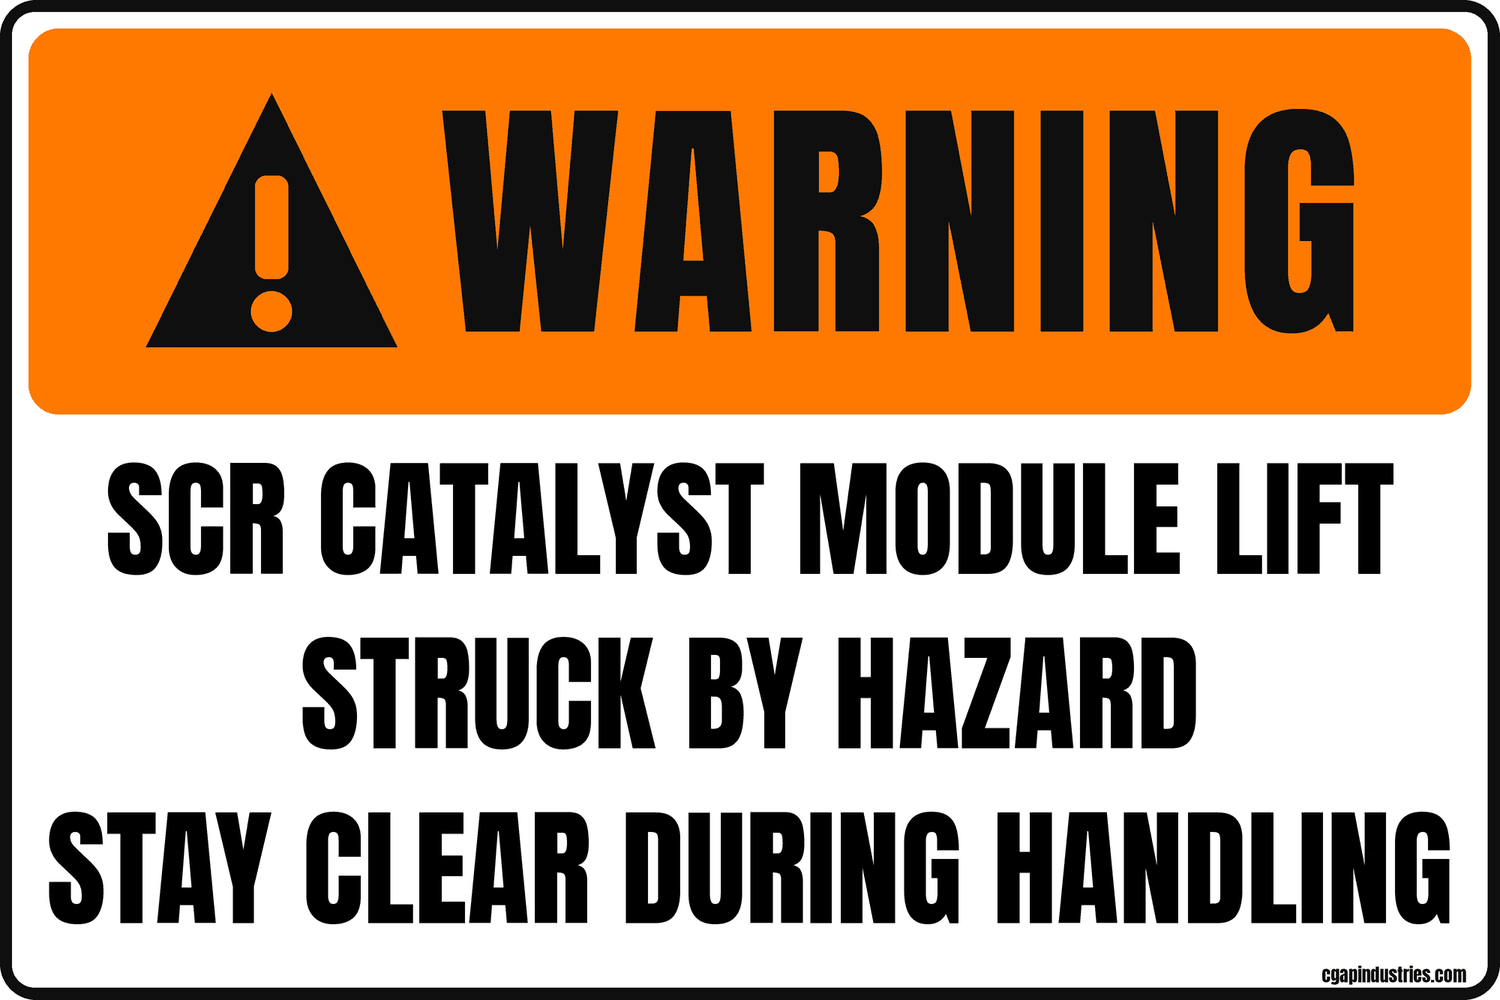 WARNING
SCR CATALYST MODULE LIFT
STRUCK BY HAZARD
STAY CLEAR DURING HANDLING
cgapindustries.com